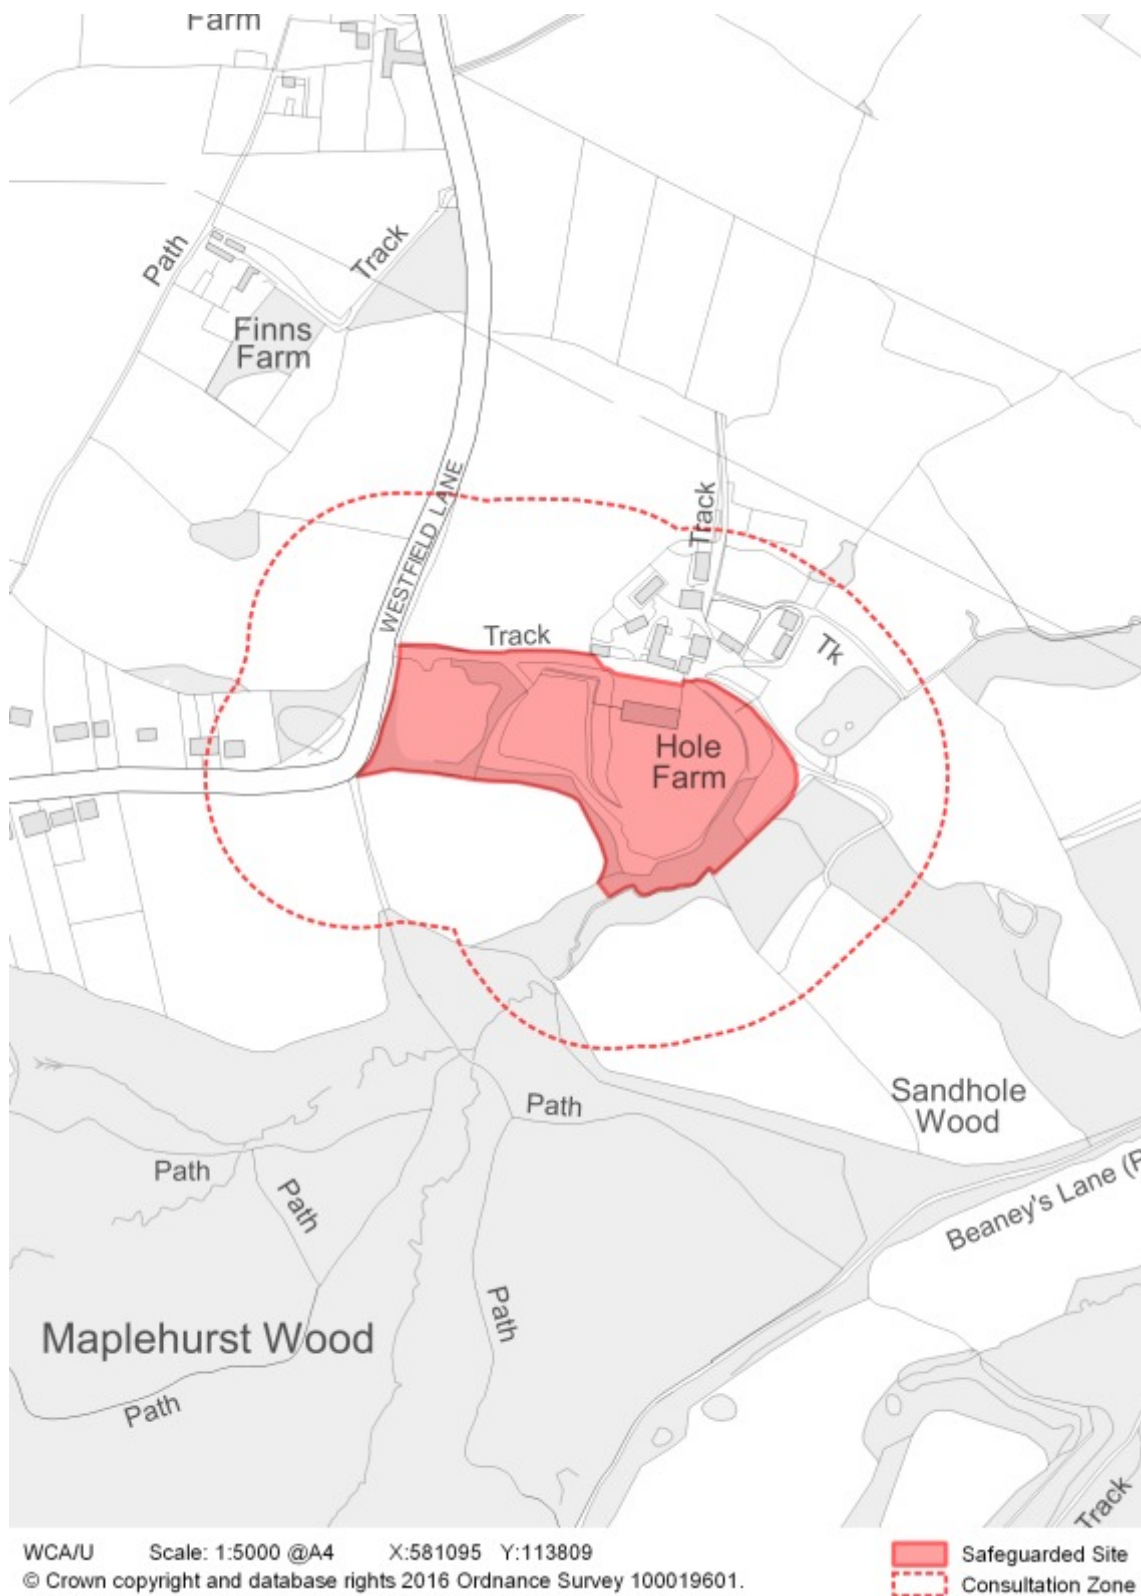 Farm
Path
Track
Finns
Farm
WESTFIELD LANE
Track
Track
Tk
Hole
Farm
Sandhole
Wood
Path
Path
Path
Beaney's Lane (F
Path
Maplehurst Wood
Path
Track
WCA/U Scale: 1:5000 @A4 X:581095 Y:113809
© Crown copyright and database rights 2016 Ordnance Survey 100019601.
Safeguarded Site
Consultation Zone